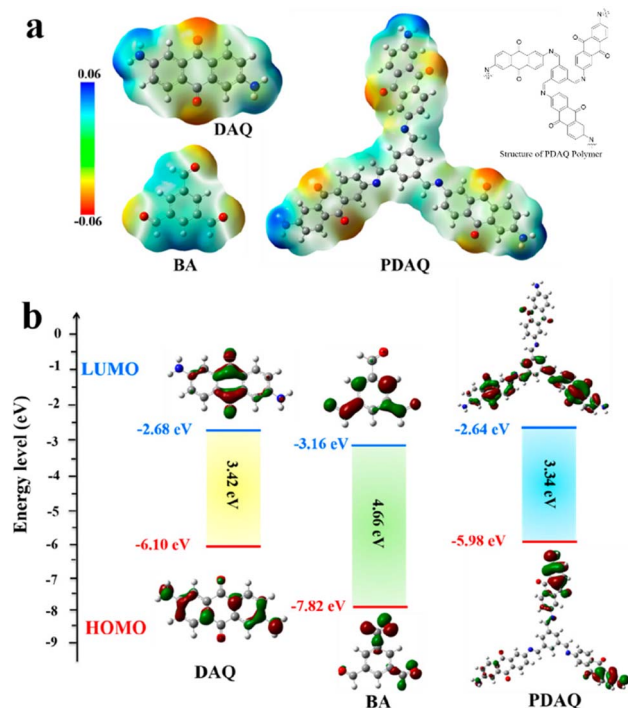 a
0.06
-0.06
DAQ
BA
PDAQ
N
O
O
N
N
O
O
N
O
O
N
N
Structure of PDAQ Polymer
b
Energy level (eV)
0
-1
-2
-3
-4
-5
-6
-7
-8
-9
LUMO
HOMO
-2.68 eV
3.42 eV
-6.10 eV
DAQ
-3.16 eV
4.66 eV
-7.82 eV
BA
-2.64 eV
3.34 eV
-5.98 eV
PDAQ